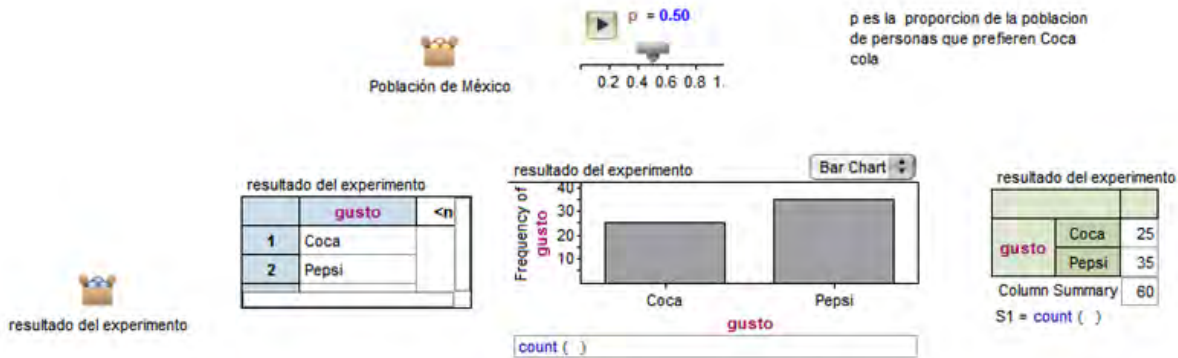 p = 0.50
0.2 0.4 0.6 0.8 1.
Población de México
p es la proporcion de la poblacion
de personas que prefieren Coca
cola
resultado del experimento
resultado del experimento
gusto <n
1 Coca
2 Pepsi
resultado del experimento
Bar Chart
Frequency of
gusto
40
30
20
10
Coca Pepsi
gusto
count ( )
resultado del experimento
gusto
Coca 25
Pepsi 35
Column Summary 60
S1 = count ( )